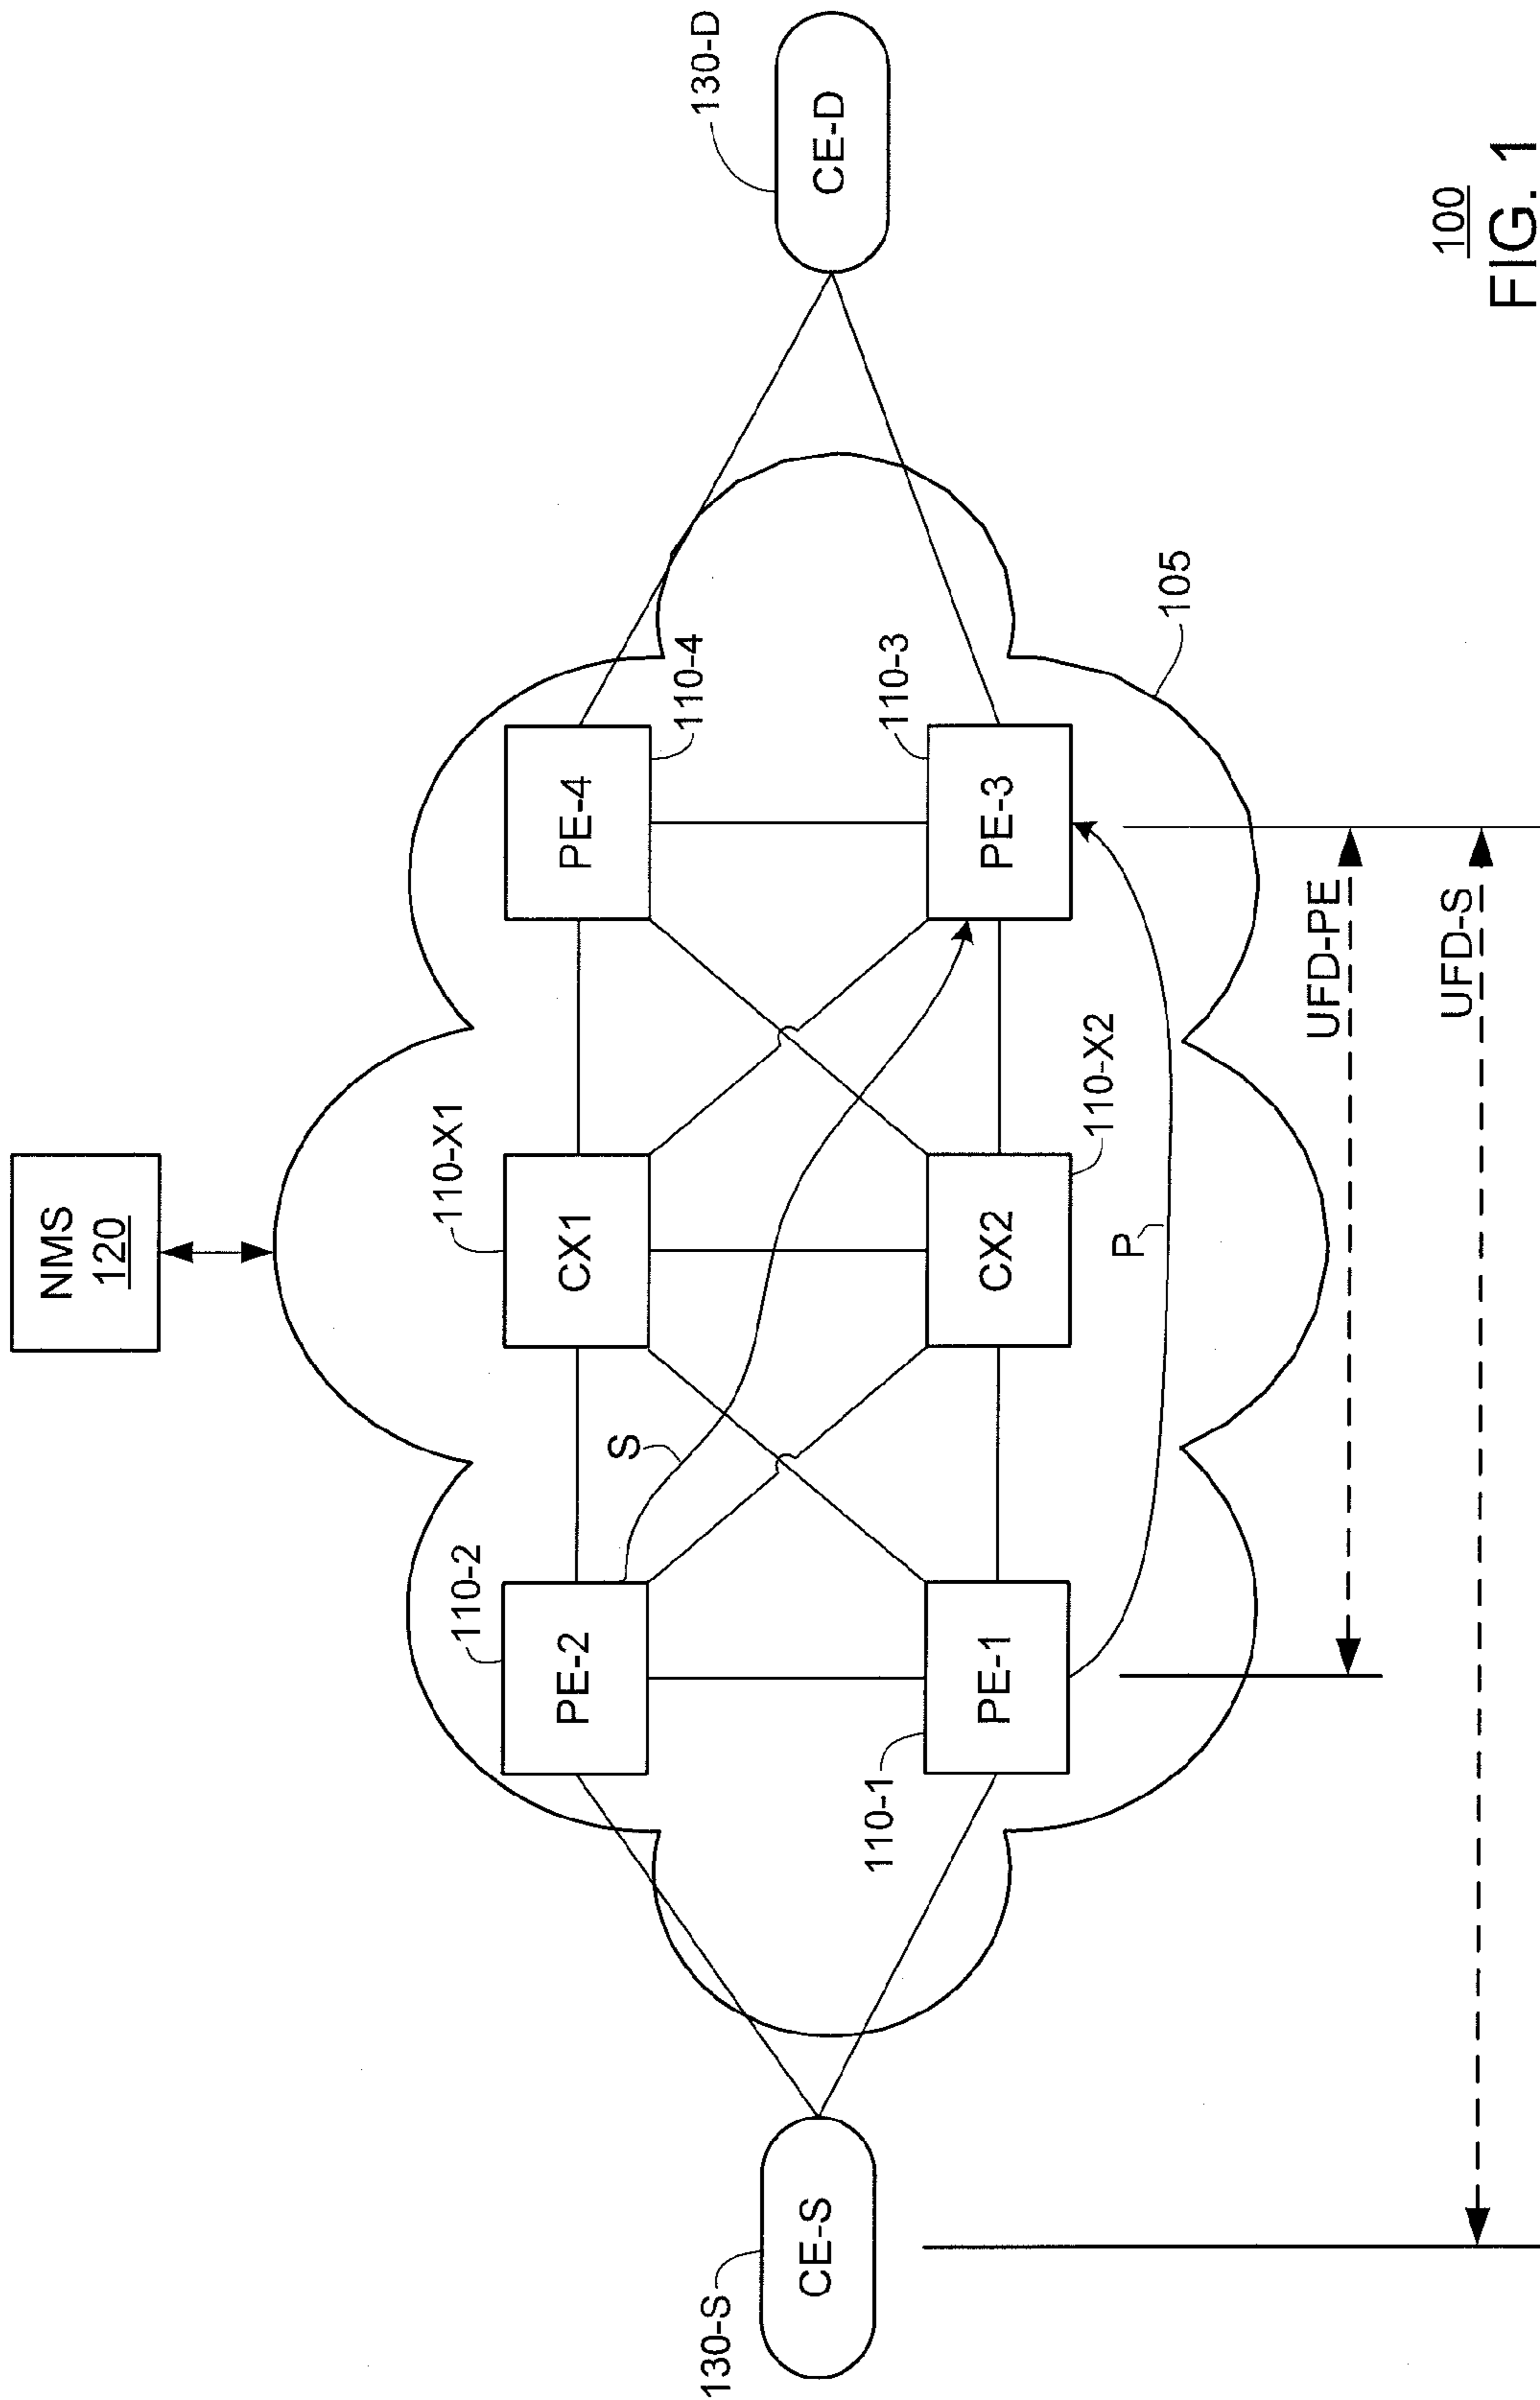 NMS
120
110-X1
CX1
110-2
PE-2
S
PE-4
110-4
130-S
CE-S
130-D
CE-D
110-1
PE-1
CX2
110-X2
110-3
PE-3
P
105
UFD-PE
UFD-S
100
FIG. 1